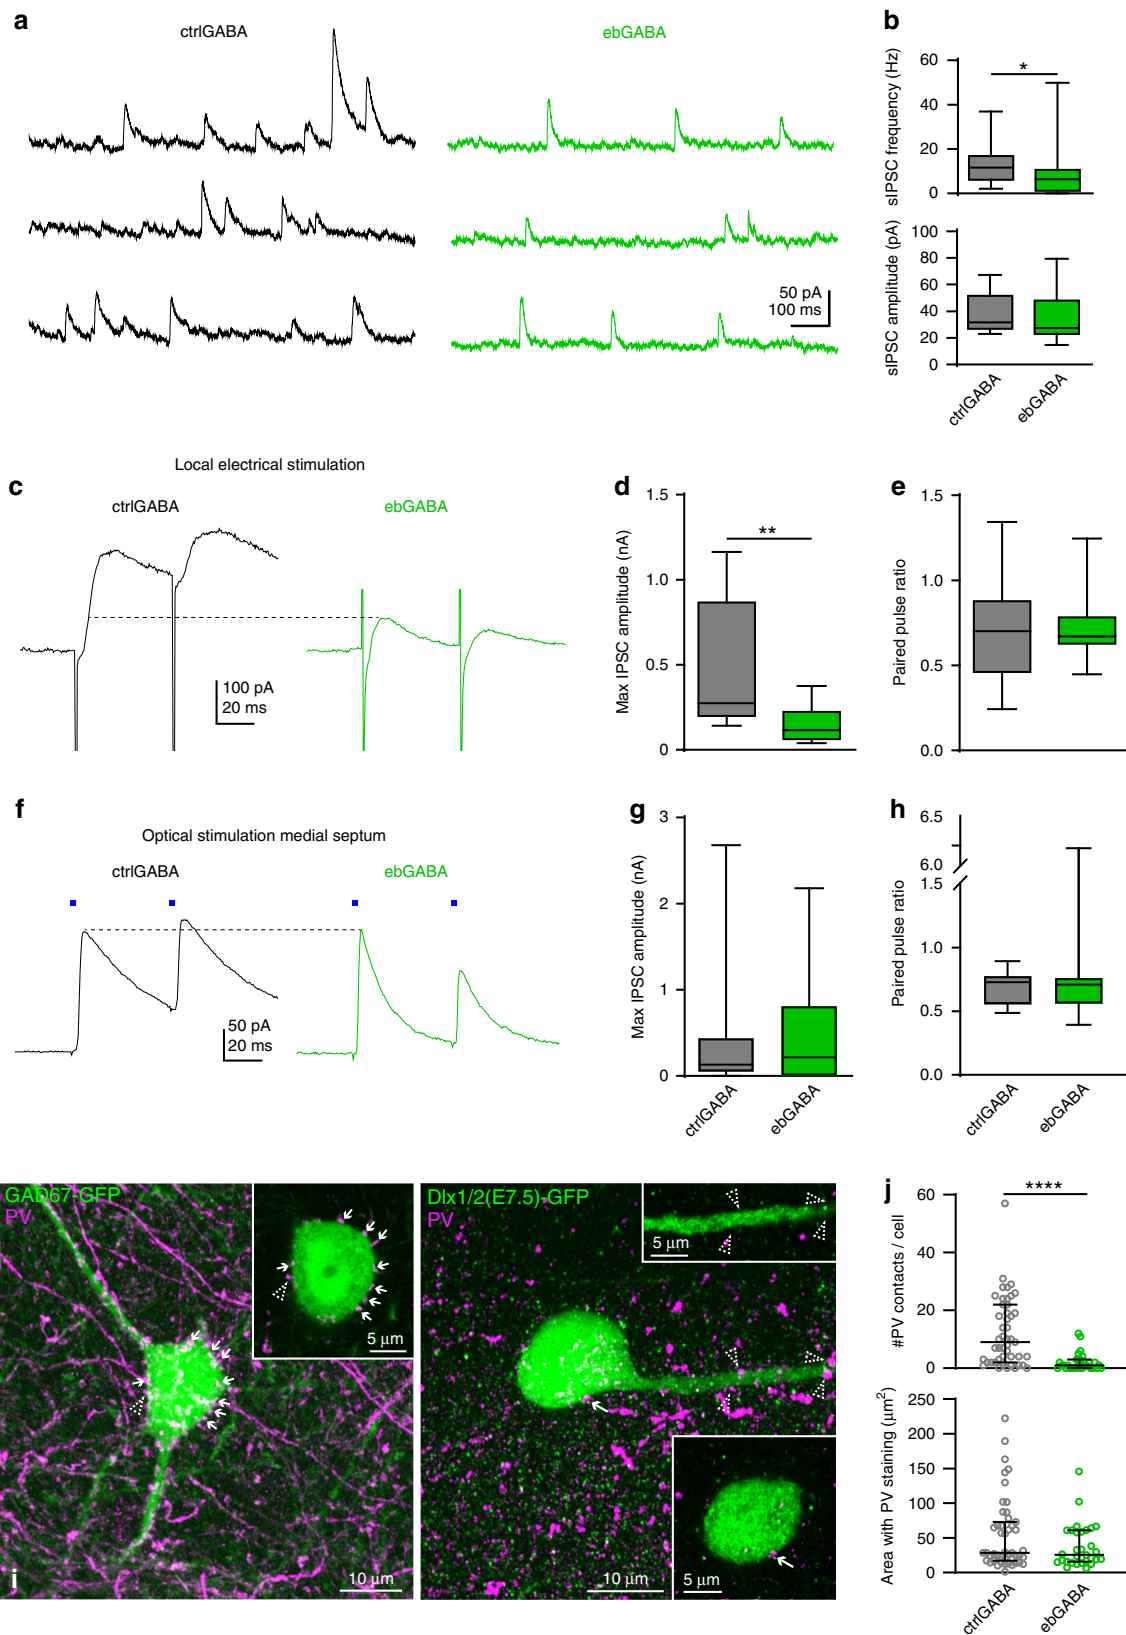 a
ctrlGABA
ebGABA
50 pA
100 ms
b
sIPSC frequency (Hz)
60
40
20
0
*
sIPSC amplitude (pA)
100
80
60
40
20
0
ctrlGABA
ebGABA
Local electrical stimulation
c
ctrlGABA
ebGABA
100 pA
20 ms
d
Max IPSC amplitude (nA)
1.5
1.0
0.5
0
**
e
Paired pulse ratio
1.5
1.0
0.5
0.0
f
Optical stimulation medial septum
ctrlGABA
ebGABA
50 pA
20 ms
g
Max IPSC amplitude (nA)
3
2
1
0
ctrlGABA
ebGABA
h
Paired pulse ratio
6.5
6.0
1.5
1.0
0.5
0.0
ctrlGABA
ebGABA
GAD67-GFP
PV
5 µm
i
10 µm
Dlx1/2(E7.5)-GFP
PV
5 µm
10 µm
5 µm
j
#PV contacts / cell
60
40
20
0
****
Area with PV staining (µm²)
250
200
150
100
50
0
ctrlGABA
ebGABA